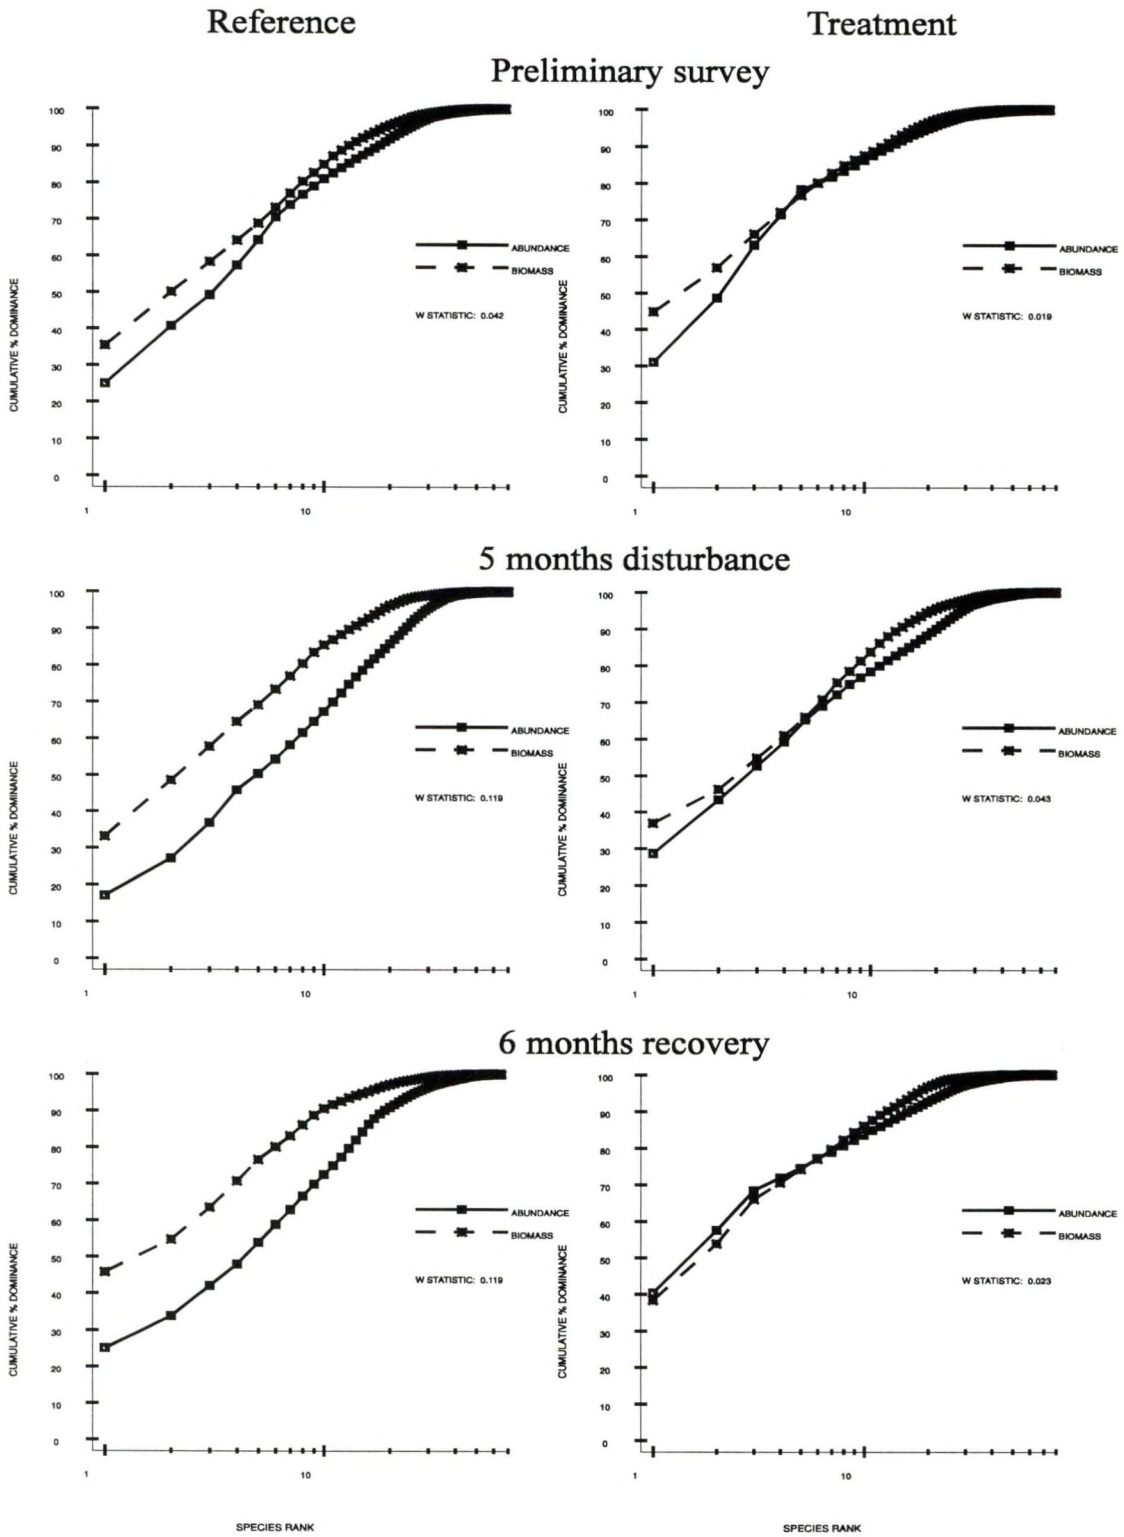 Reference
Treatment
Preliminary survey
CUMULATIVE % DOMINANCE
100
90
80
70
60
50
40
30
20
10
0
1
10
ABUNDANCE
BIOMASS
W STATISTIC: 0.042
CUMULATIVE % DOMINANCE
100
90
80
70
60
50
40
30
20
10
0
1
10
ABUNDANCE
BIOMASS
W STATISTIC: 0.019
5 months disturbance
CUMULATIVE % DOMINANCE
100
90
80
70
60
50
40
30
20
10
0
1
10
ABUNDANCE
BIOMASS
W STATISTIC: 0.119
CUMULATIVE % DOMINANCE
100
90
80
70
60
50
40
30
20
10
0
1
10
ABUNDANCE
BIOMASS
W STATISTIC: 0.043
6 months recovery
CUMULATIVE % DOMINANCE
100
90
80
70
60
50
40
30
20
10
0
1
10
ABUNDANCE
BIOMASS
W STATISTIC: 0.119
SPECIES RANK
CUMULATIVE % DOMINANCE
100
90
80
70
60
50
40
30
20
10
0
1
10
ABUNDANCE
BIOMASS
W STATISTIC: 0.023
SPECIES RANK